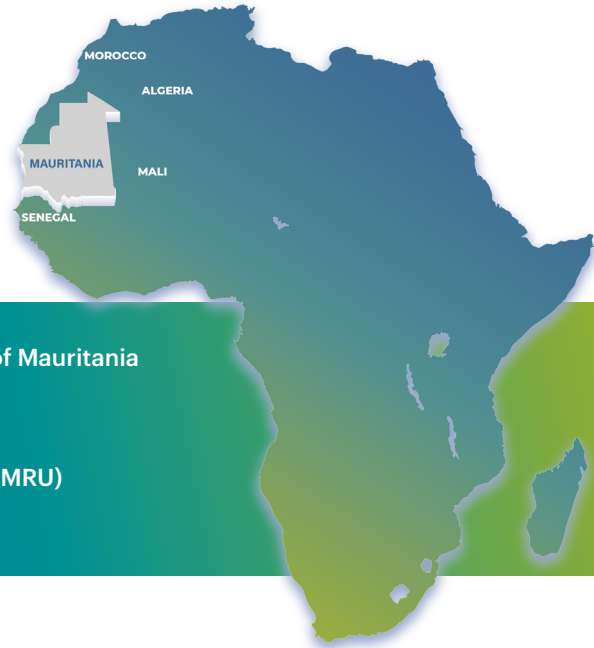 MOROCCO
ALGERIA
MAURITANIA
MALI
SENEGAL
of Mauritania
MRU)